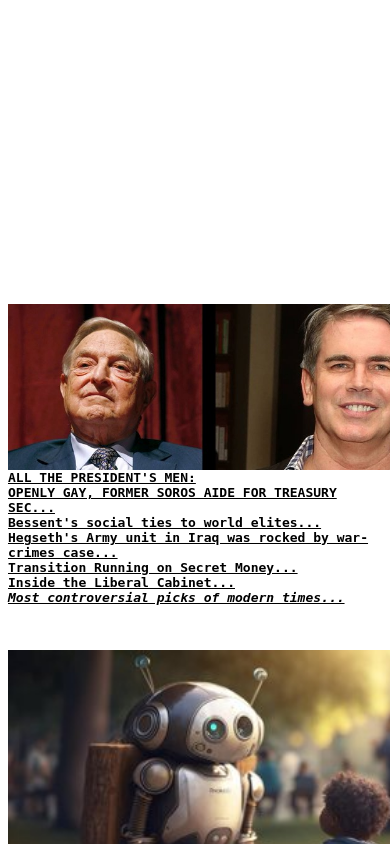 ALL THE PRESIDENT'S MEN:
OPENLY GAY, FORMER SOROS AIDE FOR TREASURY
SEC...
Bessent's social ties to world elites...
Hegseth's Army unit in Iraq was rocked by war-
crimes case...
Transition Running on Secret Money...
Inside the Liberal Cabinet...
Most controversial picks of modern times...